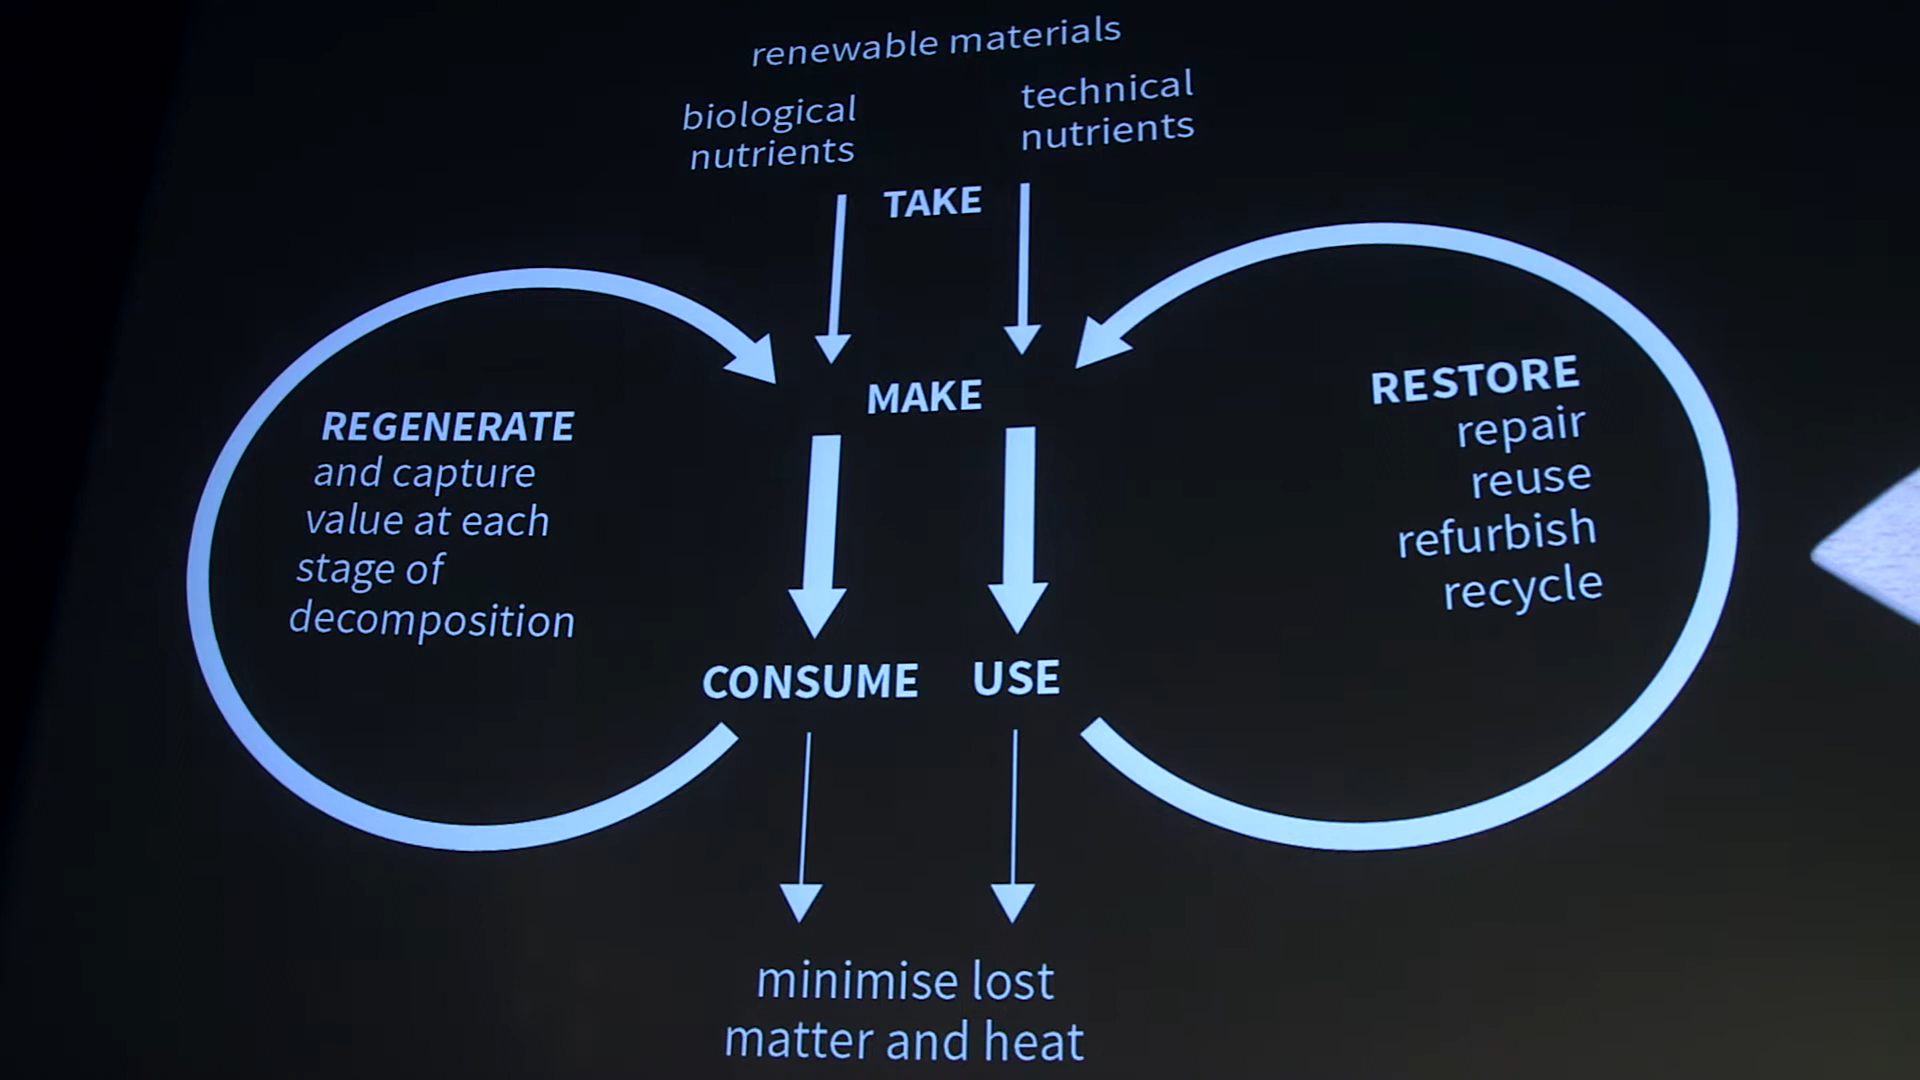 renewable materials
biological
nutrients
technical
nutrients
TAKE
MAKE
REGENERATE
and capture
value at each
stage of
decomposition
RESTORE
repair
reuse
refurbish
recycle
CONSUME
USE
minimise lost
matter and heat